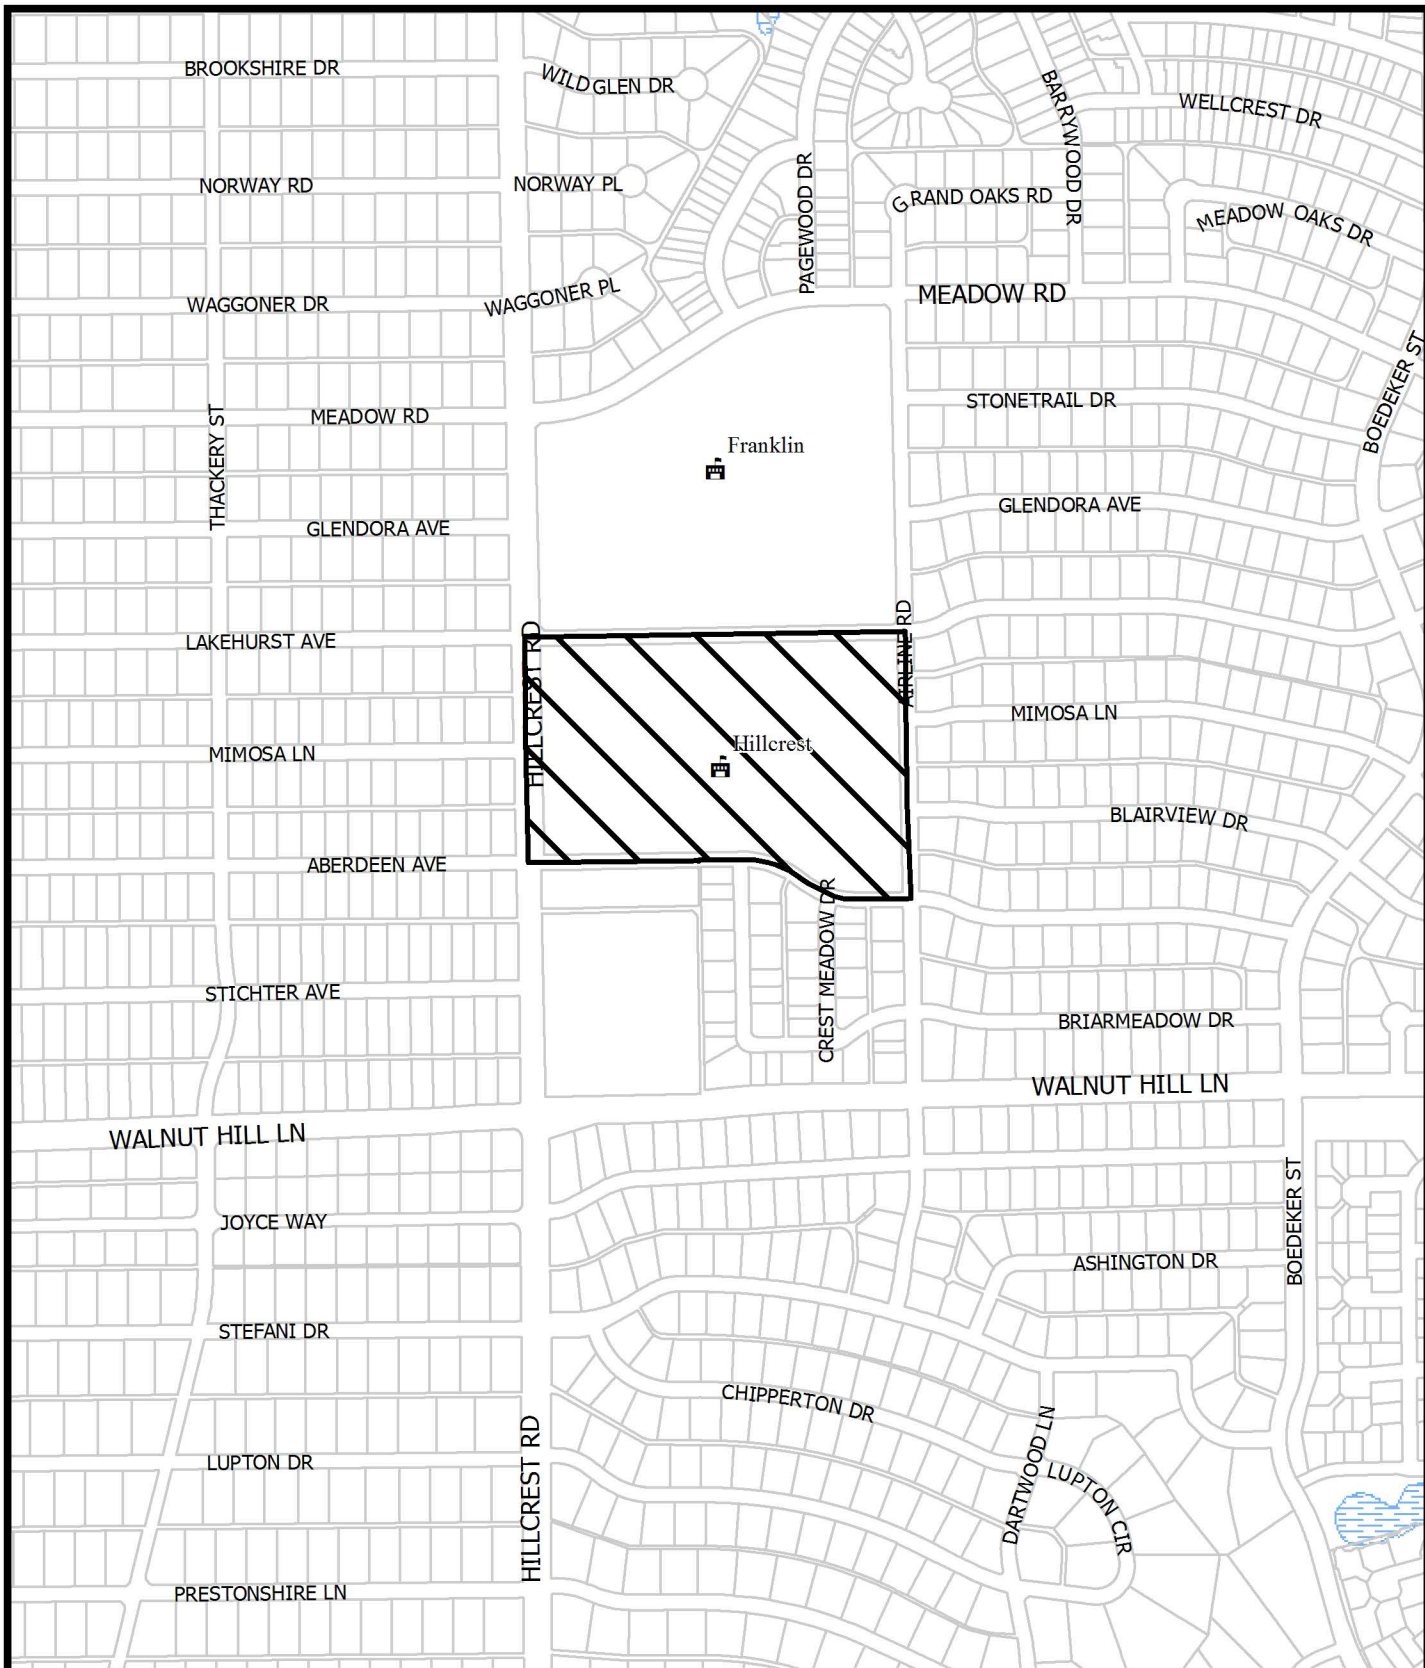 BROOKSHIRE DR
WILD GLEN DR
BARRYWOOD DR
WELLCREST DR
NORWAY RD
NORWAY PL
PAGEWOOD DR
GRAND OAKS RD
MEADOW OAKS DR
WAGGONER DR
WAGGONER PL
MEADOW RD
BOEDEKER ST
THACKERY ST
MEADOW RD
STONETRAIL DR
Franklin
GLENDORA AVE
GLENDORA AVE
LAKEHURST AVE
HILLCREST RD
AIRLINE RD
MIMOSA LN
Hillcrest
MIMOSA LN
BLAIRVIEW DR
ABERDEEN AVE
CREST MEADOW DR
STICHTER AVE
BRIARMEADOW DR
WALNUT HILL LN
WALNUT HILL LN
JOYCE WAY
BOEDEKER ST
ASHINGTON DR
STEFANI DR
CHIPPERTON DR
HILLCREST RD
DARTWOOD LN
LUPTON DR
LUPTON CIR
PRESTONSHIRE LN